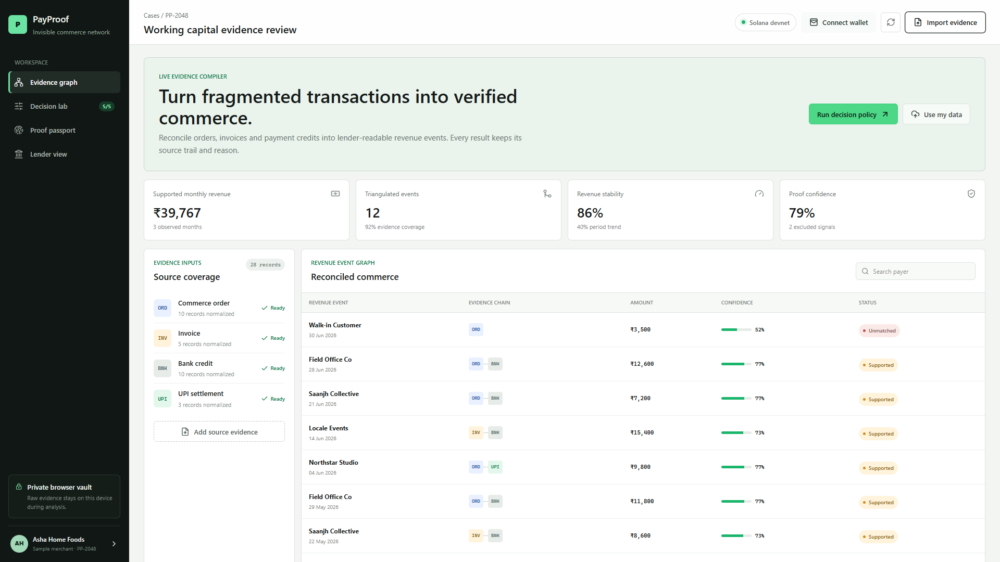 P
PayProof
Invisible commerce network
WORKSPACE
Evidence graph
Decision lab
5/5
Proof passport
Lender view
Private browser vault
Raw evidence stays on this device
during analysis.
AH
Asha Home Foods
Sample merchant · PP-2048
Cases / PP-2048
Working capital evidence review
Solana devnet
Connect wallet
Import evidence
LIVE EVIDENCE COMPILER
Turn fragmented transactions into verified
commerce.
Reconcile orders, invoices and payment credits into lender-readable revenue events. Every result keeps its
source trail and reason.
Run decision policy
Use my data
Supported monthly revenue
₹39,767
3 observed months
Triangulated events
12
92% evidence coverage
Revenue stability
86%
40% period trend
Proof confidence
79%
2 excluded signals
EVIDENCE INPUTS
Source coverage
28 records
ORD
Commerce order
10 records normalized
Ready
INV
Invoice
5 records normalized
Ready
BNK
Bank credit
10 records normalized
Ready
UPI
UPI settlement
3 records normalized
Ready
Add source evidence
REVENUE EVENT GRAPH
Reconciled commerce
Search payer
REVENUE EVENT EVIDENCE CHAIN AMOUNT CONFIDENCE STATUS
Walk-in Customer
30 Jun 2026
ORD ₹3,500 52% Unmatched
Field Office Co
28 Jun 2026
ORD BNK ₹12,600 77% Supported
Saanjh Collective
21 Jun 2026
ORD BNK ₹7,200 77% Supported
Locale Events
14 Jun 2026
INV BNK ₹15,400 73% Supported
Northstar Studio
04 Jun 2026
ORD UPI ₹9,800 77% Supported
Field Office Co
29 May 2026
ORD BNK ₹11,800 77% Supported
Saanjh Collective
22 May 2026
INV BNK ₹8,600 73% Supported